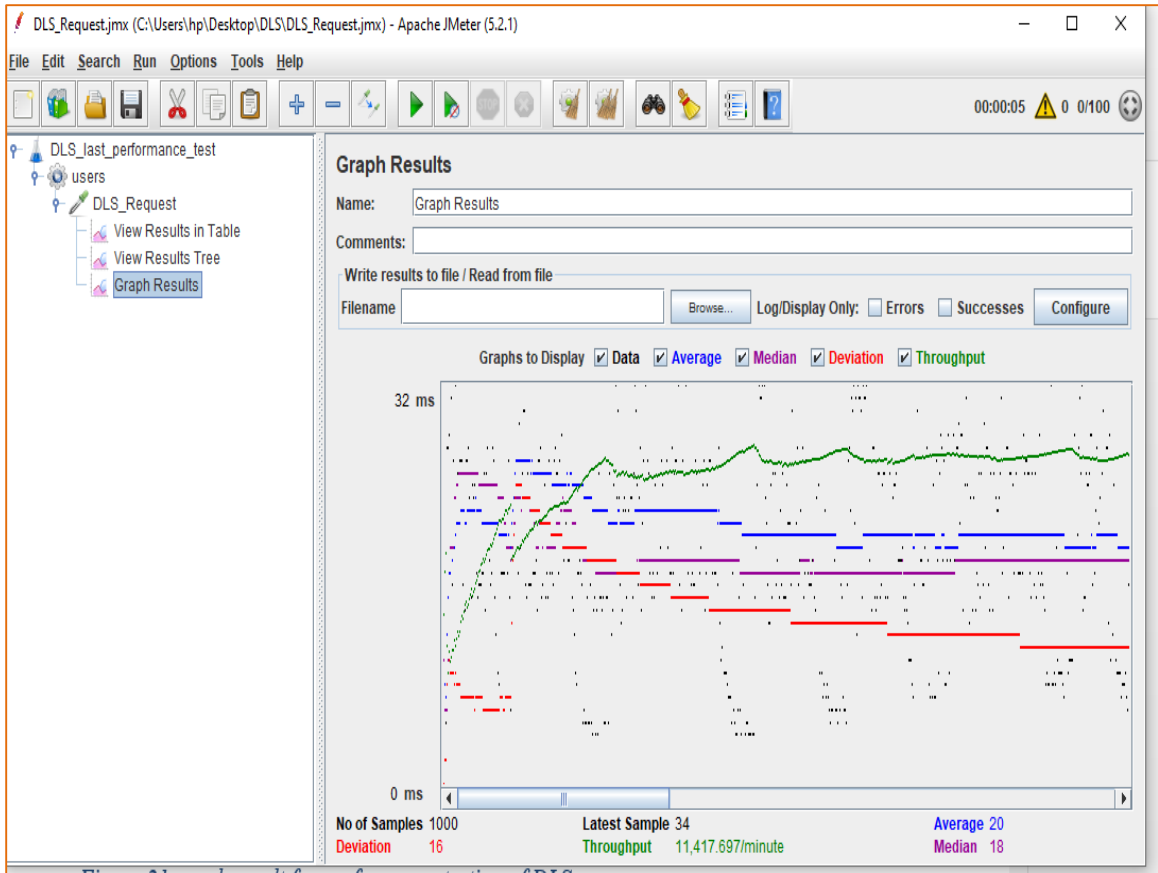 DLS_Request.jmx (C:\Users\hp\Desktop\DLS\DLS_Request.jmx) - Apache JMeter (5.2.1)
File Edit Search Run Options Tools Help
STOP
00:00:05 0 0/100
DLS_last_performance_test
users
DLS_Request
View Results in Table
View Results Tree
Graph Results
Graph Results
Name: Graph Results
Comments:
Write results to file / Read from file
Filename Browse... Log/Display Only: Errors Successes Configure
Graphs to Display Data Average Median Deviation Throughput
32 ms
0 ms
No of Samples 1000 Latest Sample 34 Average 20
Deviation 16 Throughput 11,417.697/minute Median 18